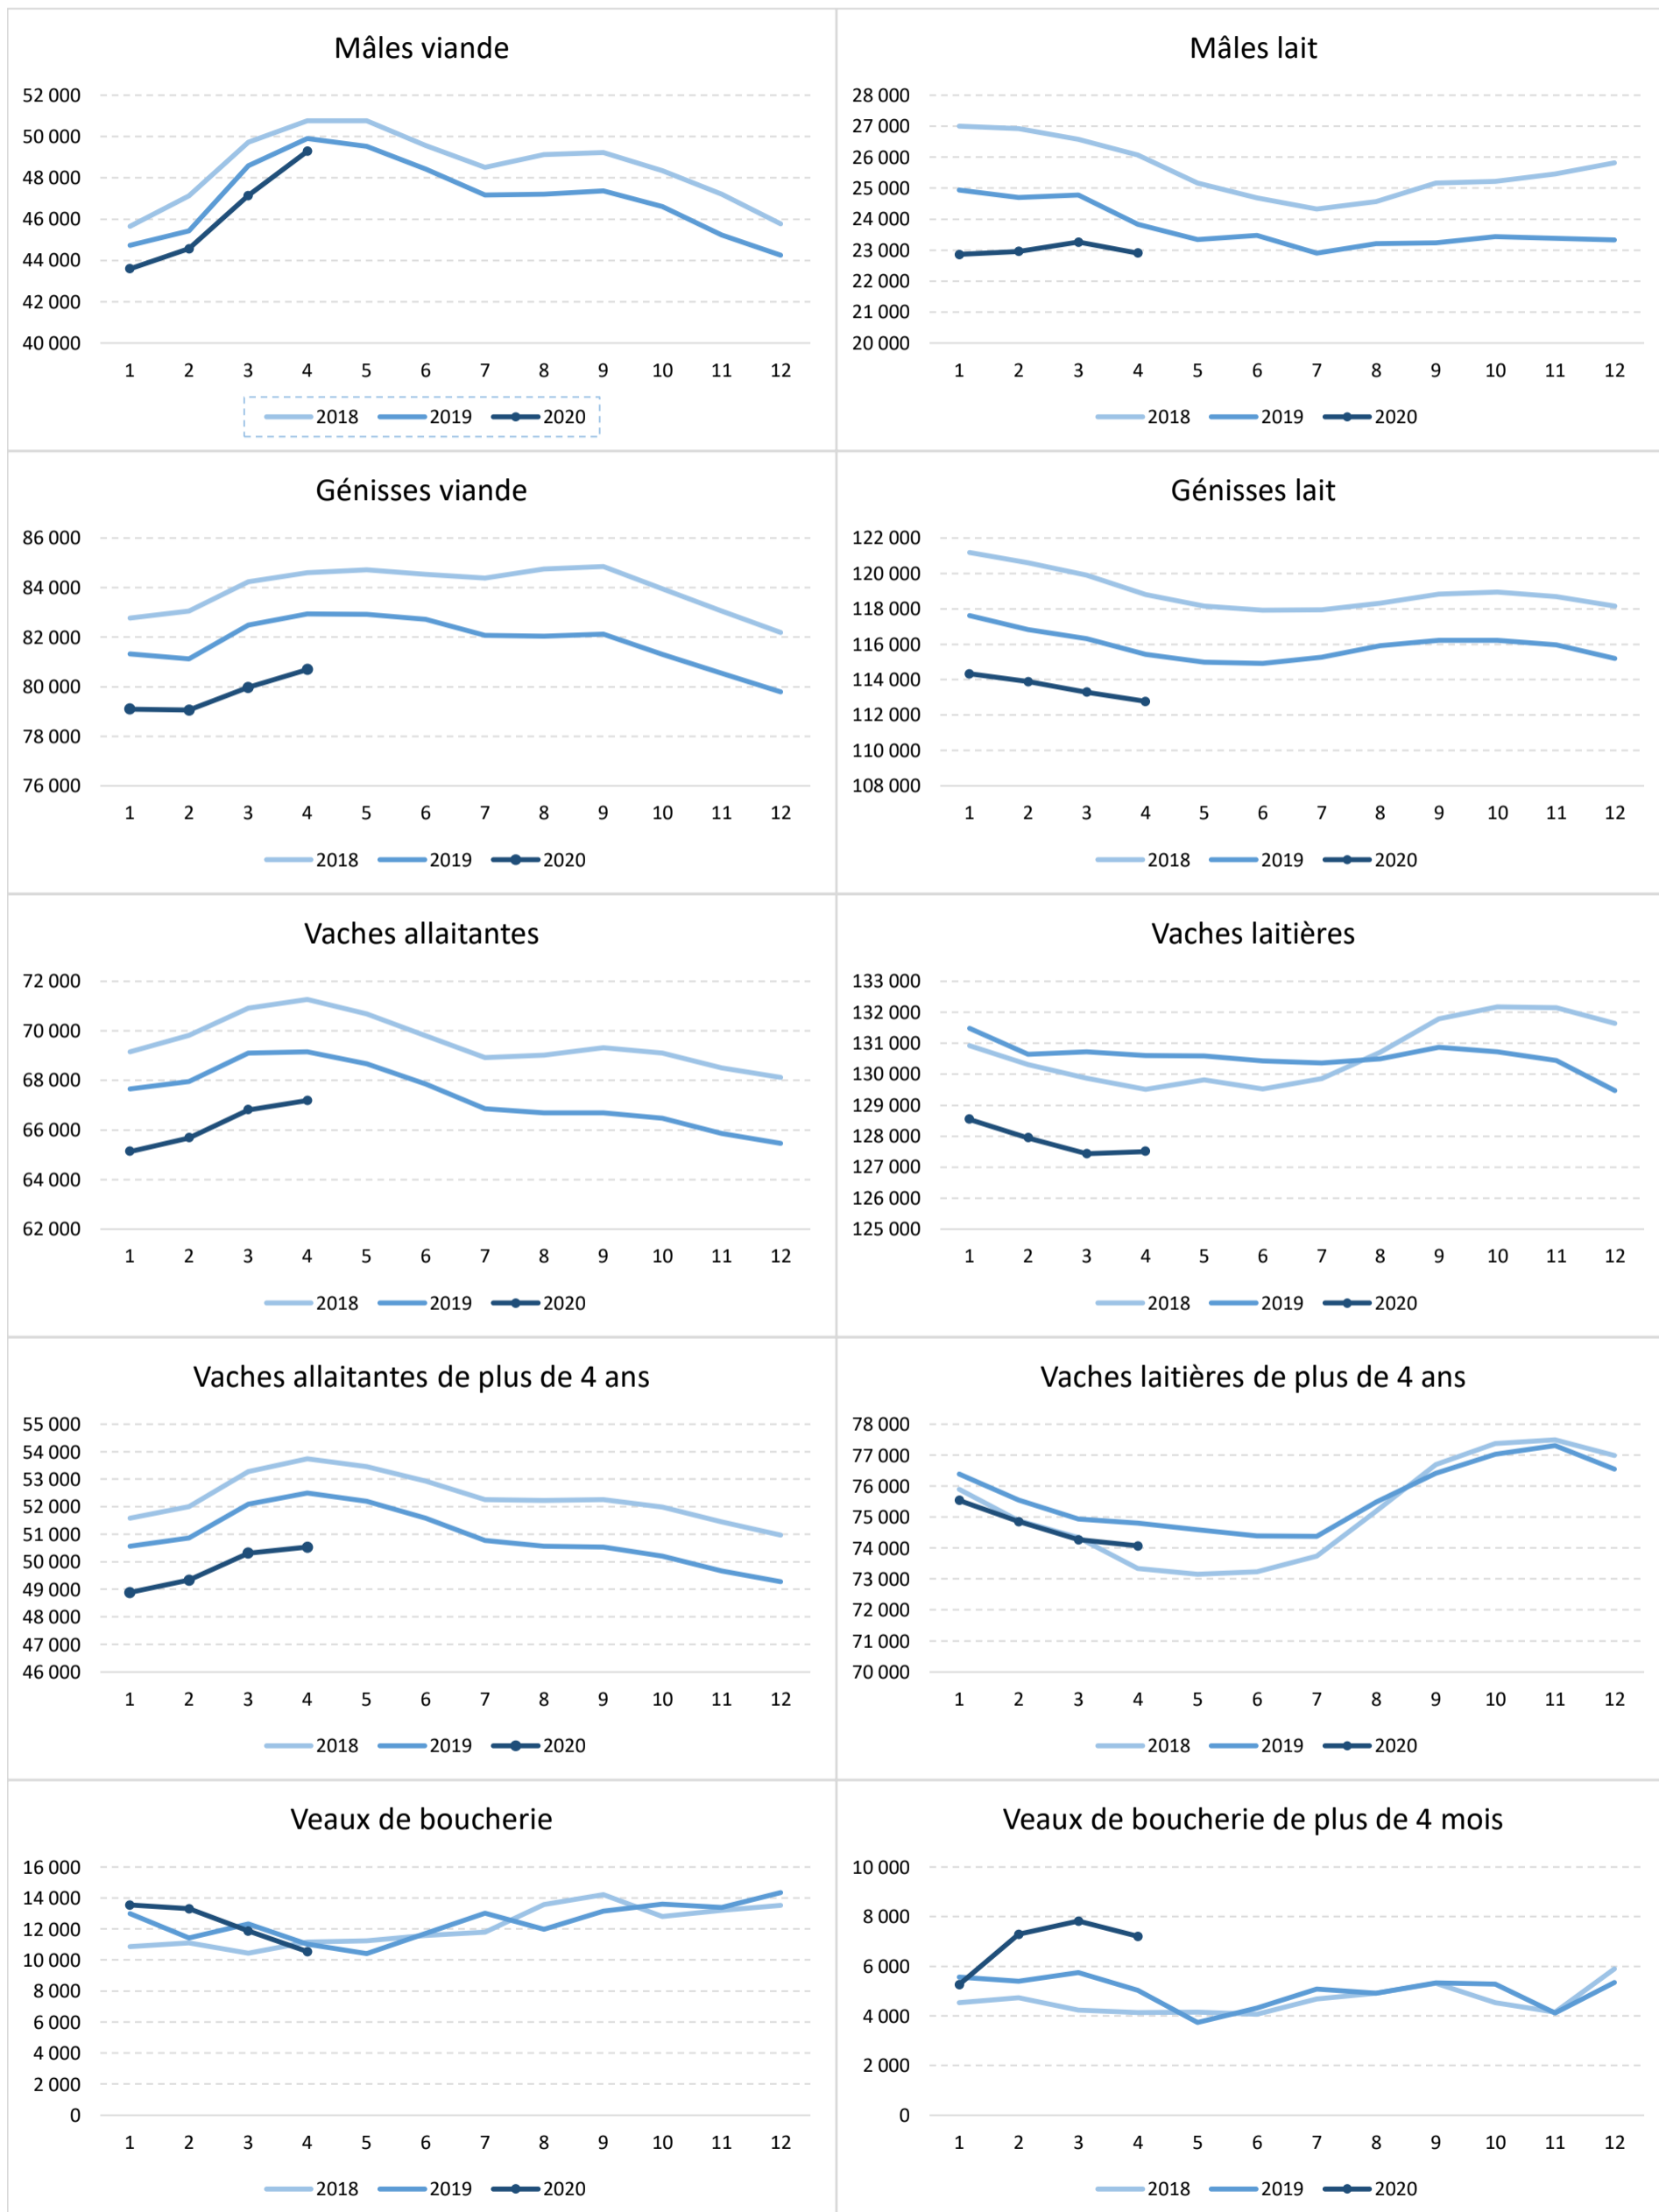 Mâles viande
52 000
50 000
48 000
46 000
44 000
42 000
40 000
1 2 3 4 5 6 7 8 9 10 11 12
2018 2019 2020
Mâles lait
28 000
27 000
26 000
25 000
24 000
23 000
22 000
21 000
20 000
1 2 3 4 5 6 7 8 9 10 11 12
2018 2019 2020
Génisses viande
86 000
84 000
82 000
80 000
78 000
76 000
1 2 3 4 5 6 7 8 9 10 11 12
2018 2019 2020
Génisses lait
122 000
120 000
118 000
116 000
114 000
112 000
110 000
108 000
1 2 3 4 5 6 7 8 9 10 11 12
2018 2019 2020
Vaches allaitantes
72 000
70 000
68 000
66 000
64 000
62 000
1 2 3 4 5 6 7 8 9 10 11 12
2018 2019 2020
Vaches laitières
133 000
132 000
131 000
130 000
129 000
128 000
127 000
126 000
125 000
1 2 3 4 5 6 7 8 9 10 11 12
2018 2019 2020
Vaches allaitantes de plus de 4 ans
55 000
54 000
53 000
52 000
51 000
50 000
49 000
48 000
47 000
46 000
1 2 3 4 5 6 7 8 9 10 11 12
2018 2019 2020
Vaches laitières de plus de 4 ans
78 000
77 000
76 000
75 000
74 000
73 000
72 000
71 000
70 000
1 2 3 4 5 6 7 8 9 10 11 12
2018 2019 2020
Veaux de boucherie
16 000
14 000
12 000
10 000
8 000
6 000
4 000
2 000
0
1 2 3 4 5 6 7 8 9 10 11 12
2018 2019 2020
Veaux de boucherie de plus de 4 mois
10 000
8 000
6 000
4 000
2 000
0
1 2 3 4 5 6 7 8 9 10 11 12
2018 2019 2020